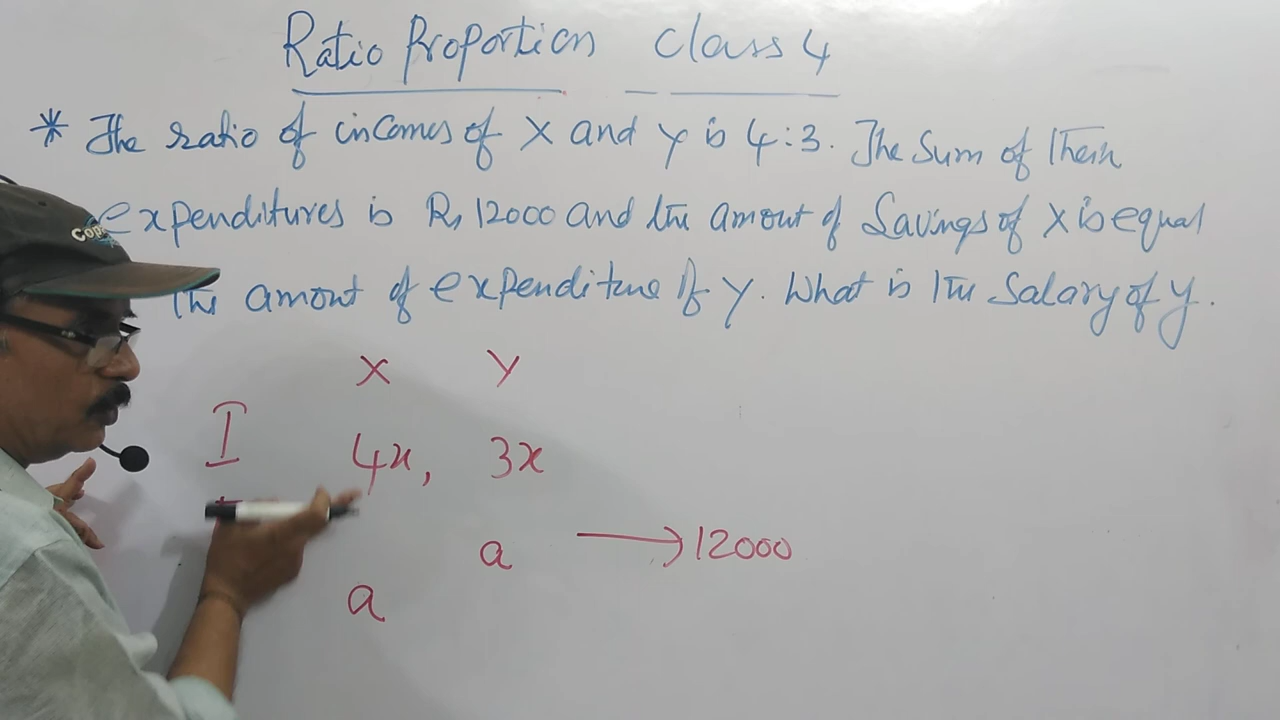 Ratio Proportion Class 4
* The ratio of incomes of X and Y is 4:3. The Sum of Their
expenditures is Rs 12000 and the amout of Savings of X is equal
The amout of expenditure of Y. What is the Salary of Y.
X Y
I 4x, 3x
a → 12000
a